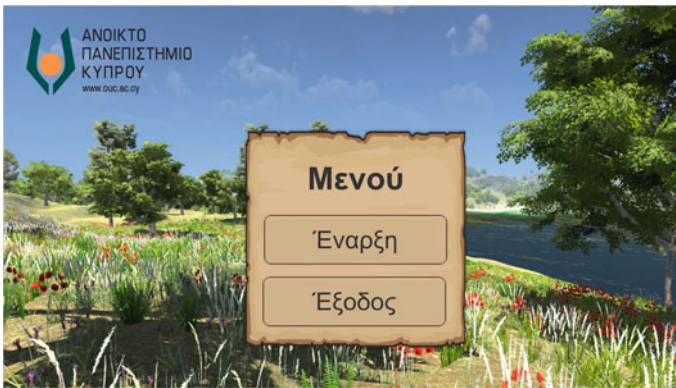 ΑΝΟΙΚΤΟ
ΠΑΝΕΠΙΣΤΗΜΙΟ
ΚΥΠΡΟΥ
www.ouc.ac.cy
Μενού
Έναρξη
Έξοδος